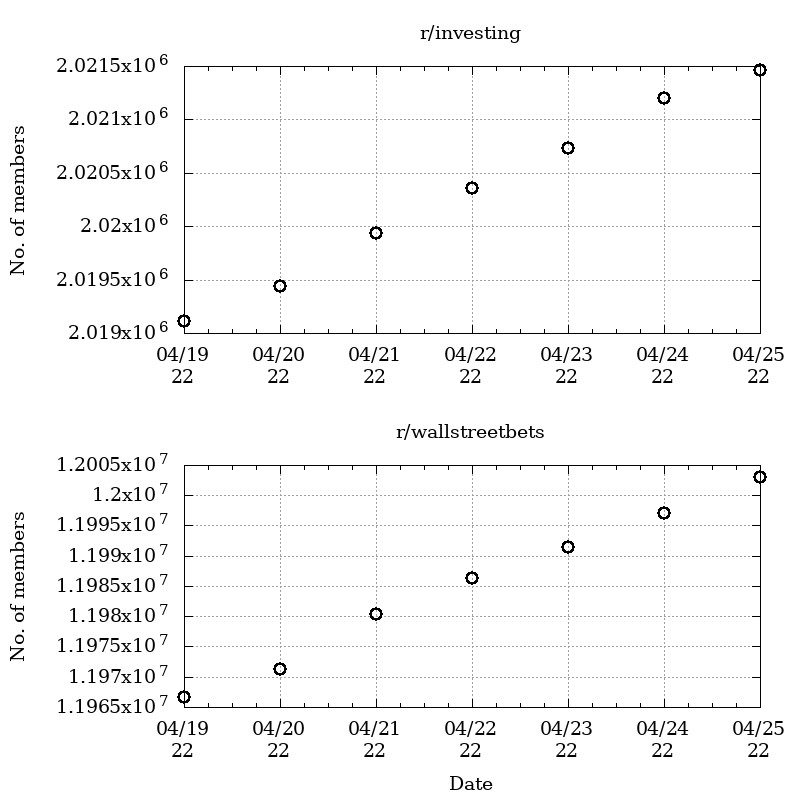 r/investing
No. of members
2.0215x10^6
2.021x10^6
2.0205x10^6
2.02x10^6
2.0195x10^6
2.019x10^6
04/19 04/20 04/21 04/22 04/23 04/24 04/25
22 22 22 22 22 22 22
r/wallstreetbets
No. of members
1.2005x10^7
1.2x10^7
1.1995x10^7
1.199x10^7
1.1985x10^7
1.198x10^7
1.1975x10^7
1.197x10^7
1.1965x10^7
04/19 04/20 04/21 04/22 04/23 04/24 04/25
22 22 22 22 22 22 22
Date